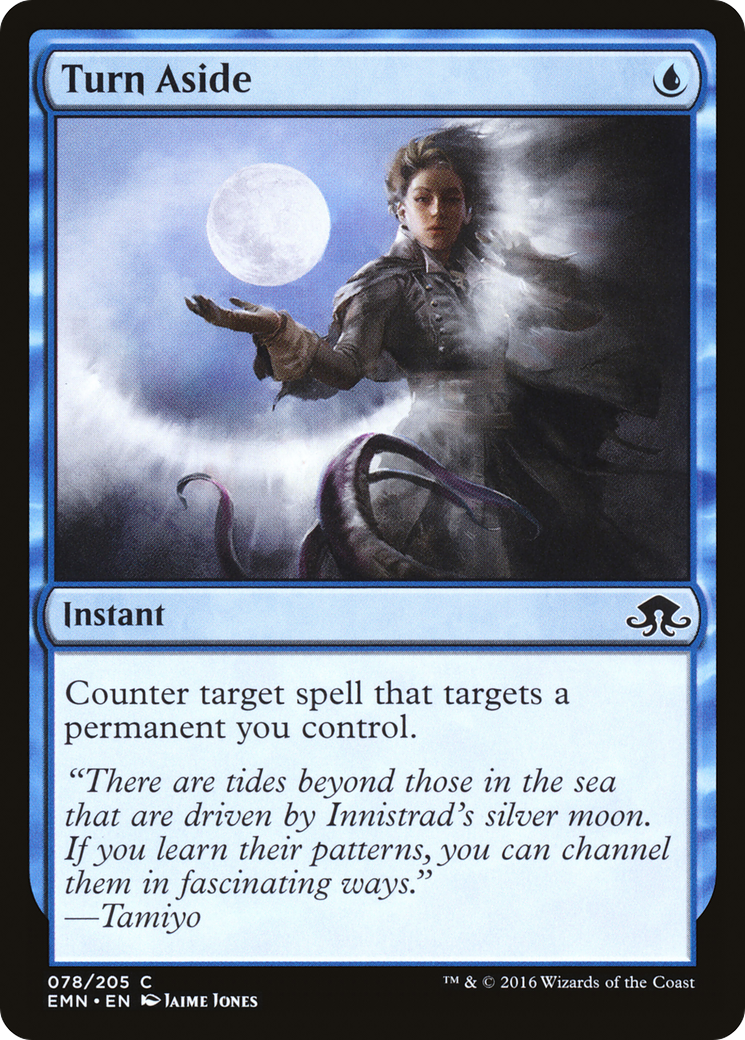 Turn Aside
Instant
Counter target spell that targets a
permanent you control.
“There are tides beyond those in the sea
that are driven by Innistrad’s silver moon.
If you learn their patterns, you can channel
them in fascinating ways.”
—Tamiyo
078/205 C
EMN • EN Jaime Jones
™ & © 2016 Wizards of the Coast